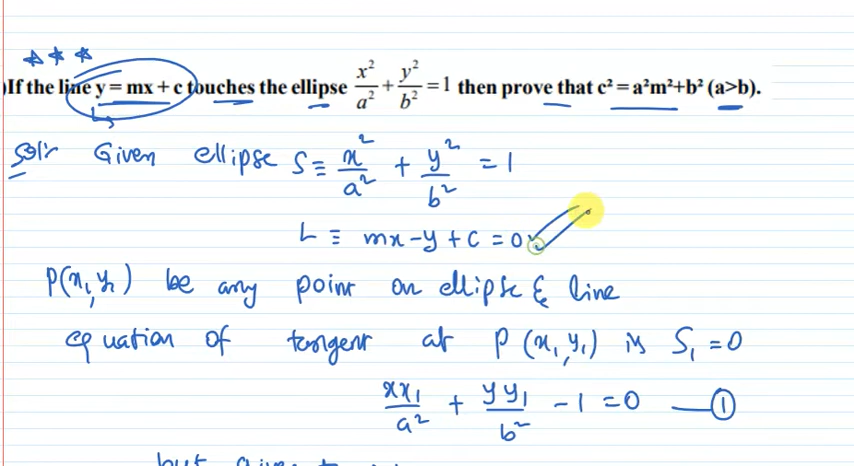 ☆ ☆ ☆
)If the line y = mx + c touches the ellipse x²/a² + y²/b² = 1 then prove that c² = a²m²+b² (a>b).
Sol:- Given ellipse S ≡ x²/a² + y²/b² = 1
L ≡ mx - y + c = 0
P(x₁, y₁) be any point on ellipse & line
equation of tangent at P (x₁, y₁) is S₁ = 0
xx₁/a² + yy₁/b² - 1 = 0 — ①
but given